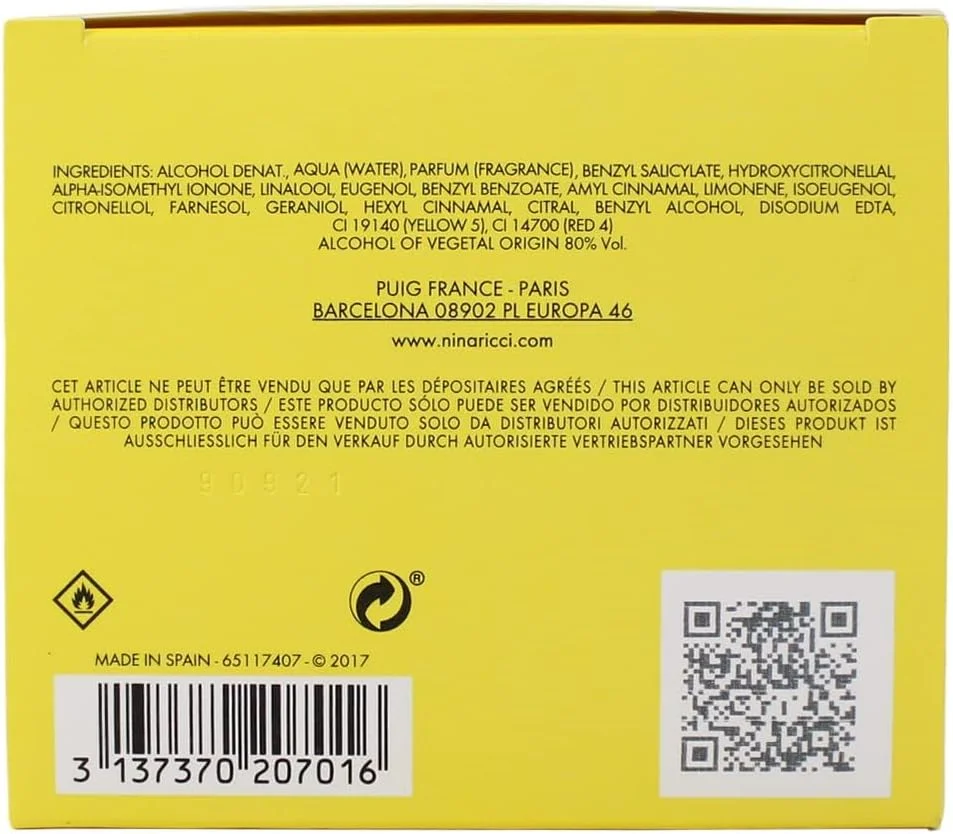 INGREDIENTS: ALCOHOL DENAT., AQUA (WATER), PARFUM (FRAGRANCE), BENZYL SALICYLATE, HYDROXYCITRONELLAL,
ALPHA-ISOMETHYL IONONE, LINALOOL, EUGENOL, BENZYL BENZOATE, AMYL CINNAMAL, LIMONENE, ISOEUGENOL,
CITRONELLOL, FARNESOL, GERANIOL, HEXYL CINNAMAL, CITRAL, BENZYL ALCOHOL, DISODIUM EDTA,
CI 19140 (YELLOW 5), CI 14700 (RED 4)
ALCOHOL OF VEGETAL ORIGIN 80% Vol.
PUIG FRANCE - PARIS
BARCELONA 08902 PL EUROPA 46
www.ninaricci.com
CET ARTICLE NE PEUT ÊTRE VENDU QUE PAR LES DÉPOSITAIRES AGRÉÉS / THIS ARTICLE CAN ONLY BE SOLD BY
AUTHORIZED DISTRIBUTORS / ESTE PRODUCTO SÓLO PUEDE SER VENDIDO POR DISTRIBUIDORES AUTORIZADOS
/ QUESTO PRODOTTO PUÒ ESSERE VENDUTO SOLO DA DISTRIBUTORI AUTORIZZATI / DIESES PRODUKT IST
AUSSCHLIESSLICH FÜR DEN VERKAUF DURCH AUTORISIERTE VERTRIEBSPARTNER VORGESEHEN
90921
®
MADE IN SPAIN - 65117407 - © 2017
3 137370 207016